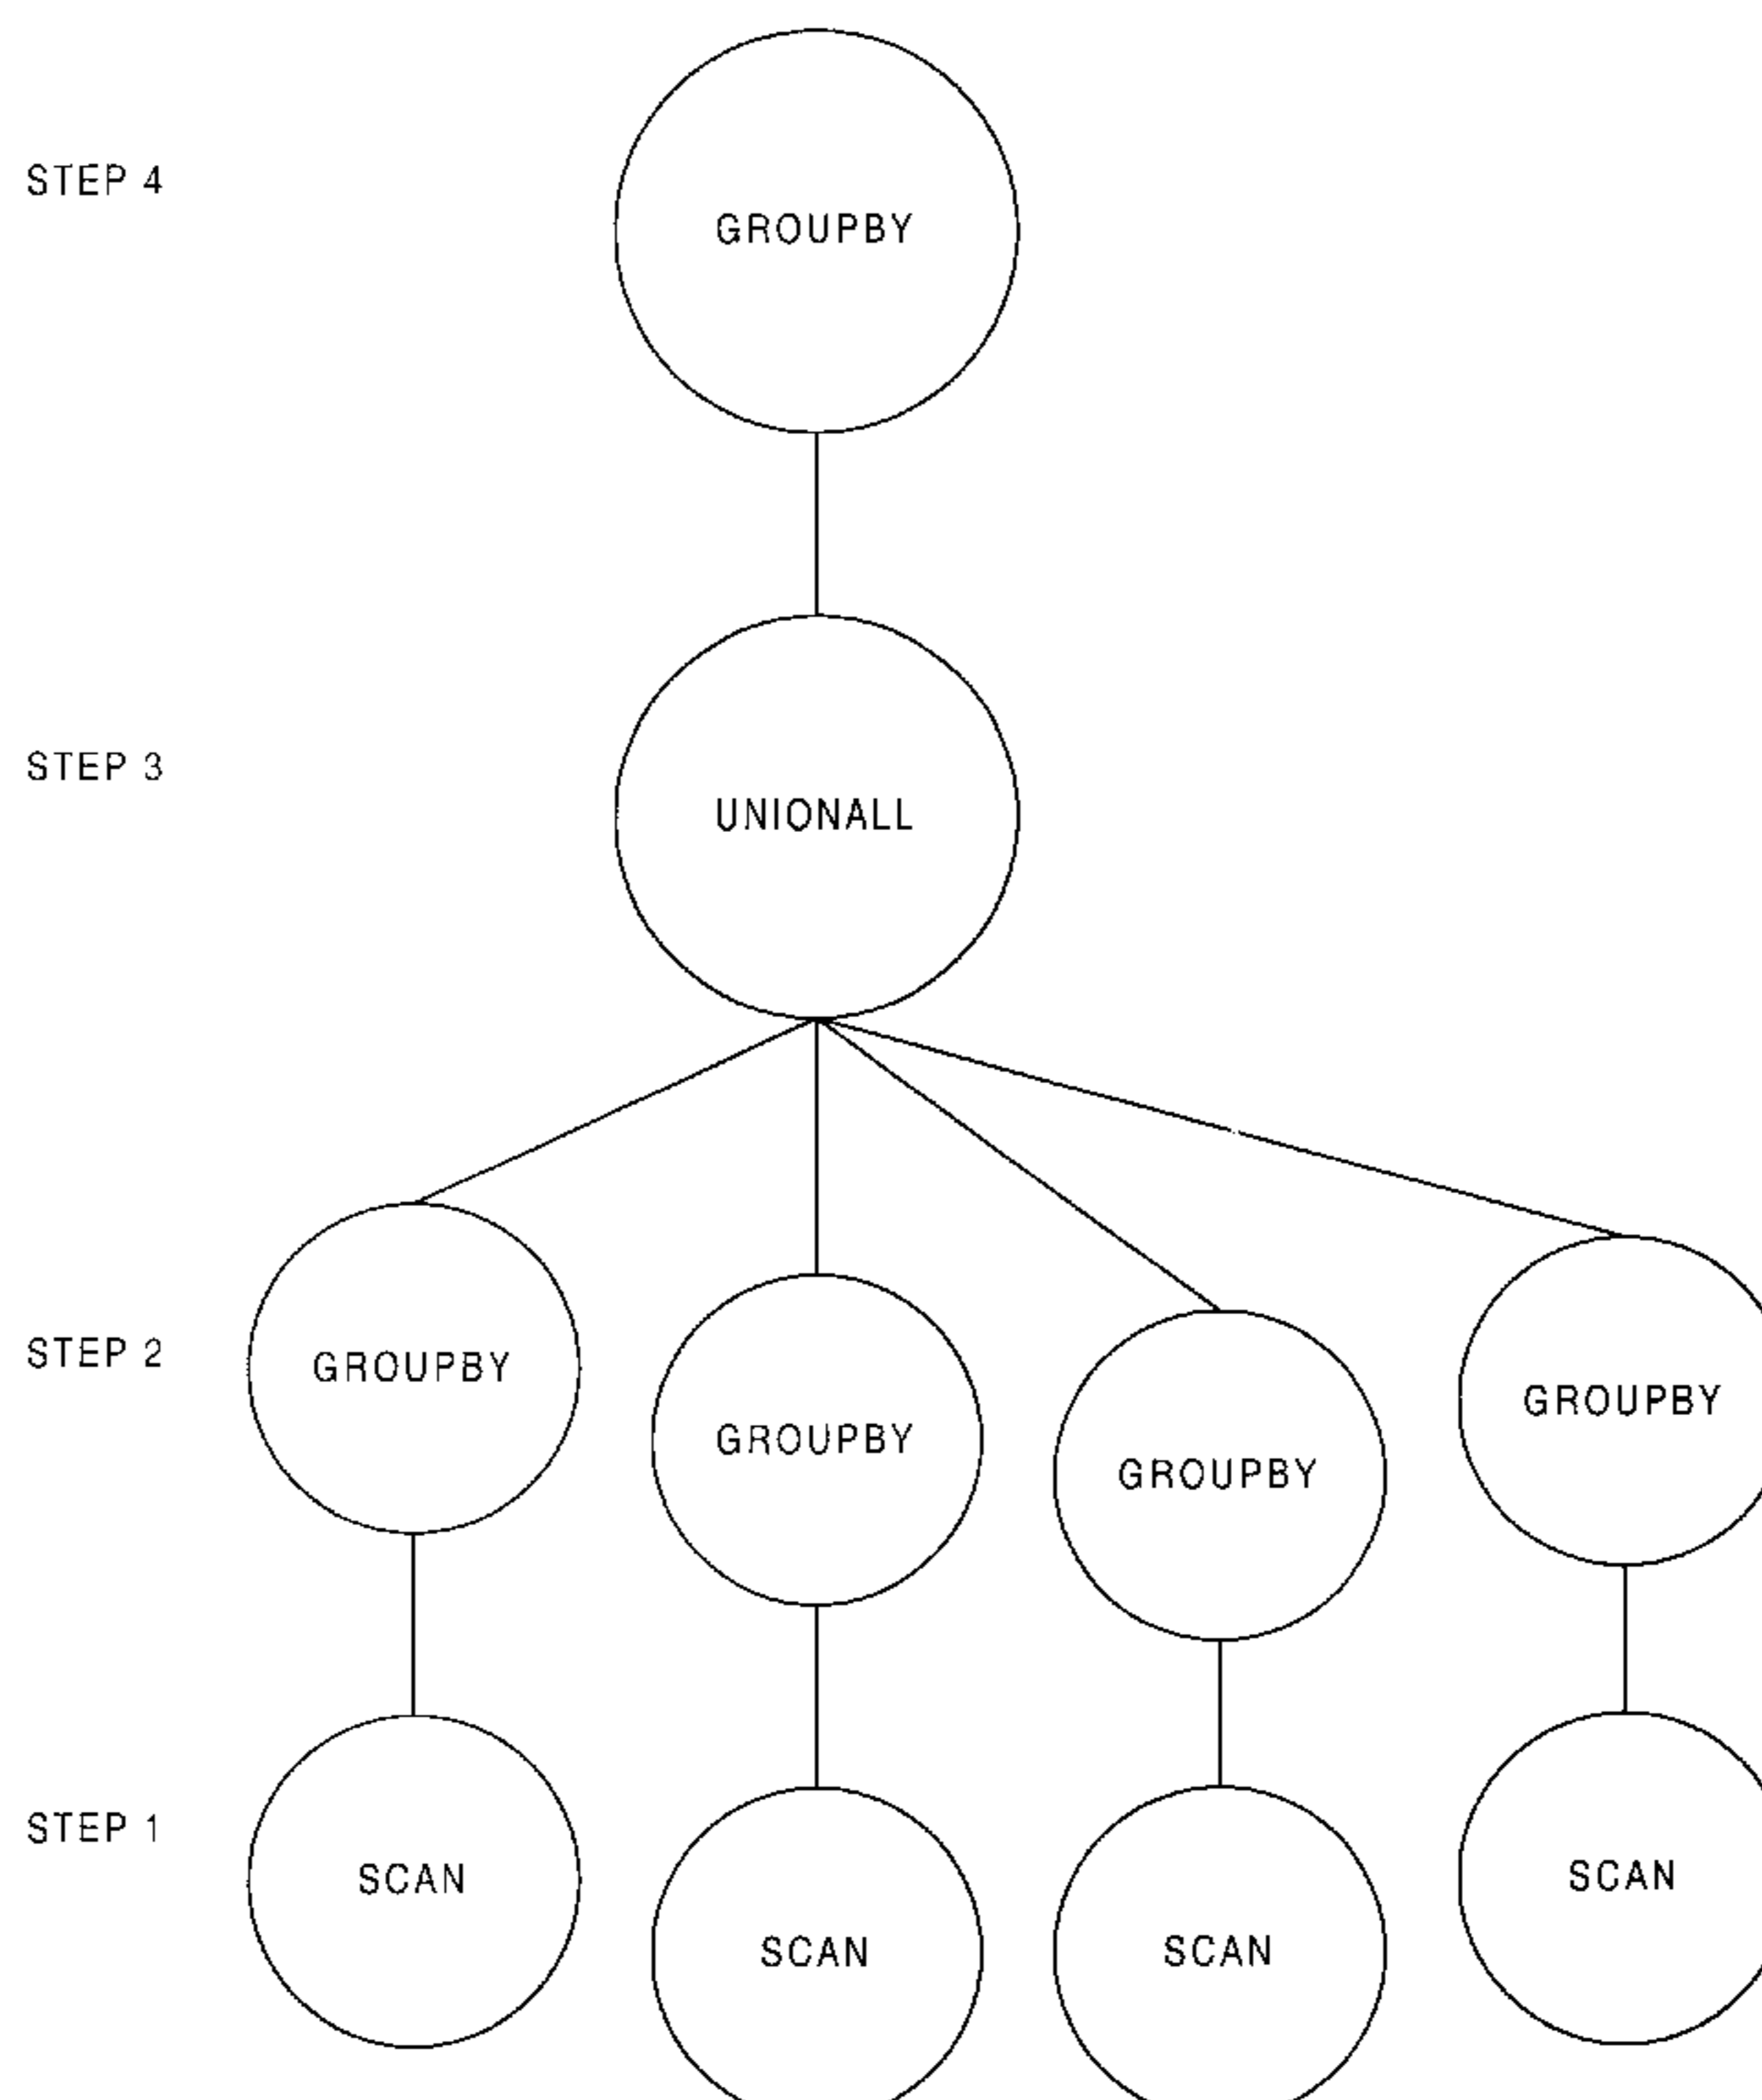 STEP 4
GROUPBY
STEP 3
UNIONALL
STEP 2
GROUPBY
GROUPBY
GROUPBY
GROUPBY
STEP 1
SCAN
SCAN
SCAN
SCAN